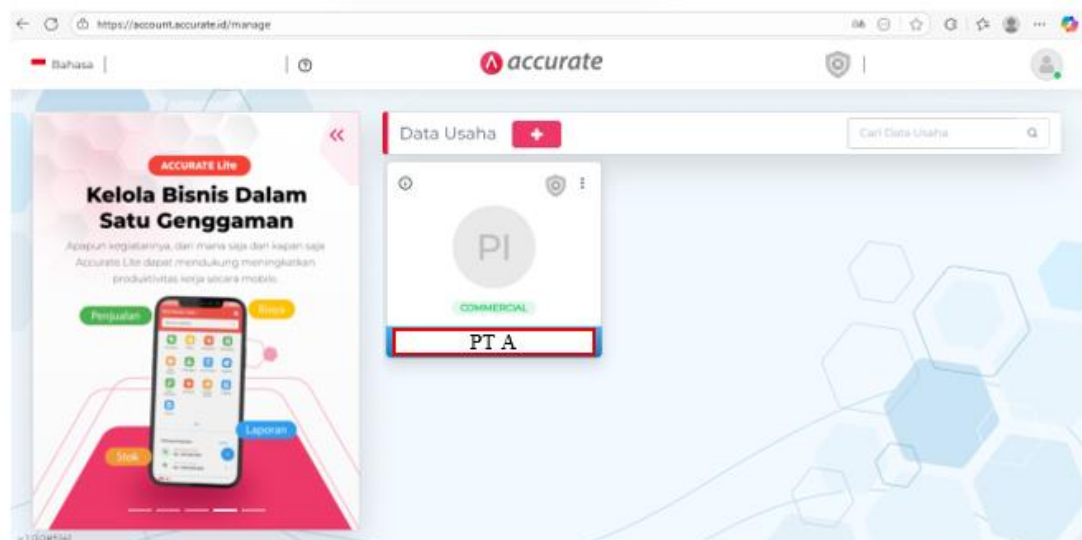 https://account.accurate.id/manage
Bahasa
accurate
Data Usaha
Cari Data Usaha
ACCURATE Lite
Kelola Bisnis Dalam
Satu Genggaman
Apapun kegiatannya, dari mana saja dan kapan saja
Accurate Lite dapat mendukung meningkatkan
produktivitas kerja secara mobile.
Penjualan
Biaya
Laporan
Stok
PI
COMMERCIAL
PT A